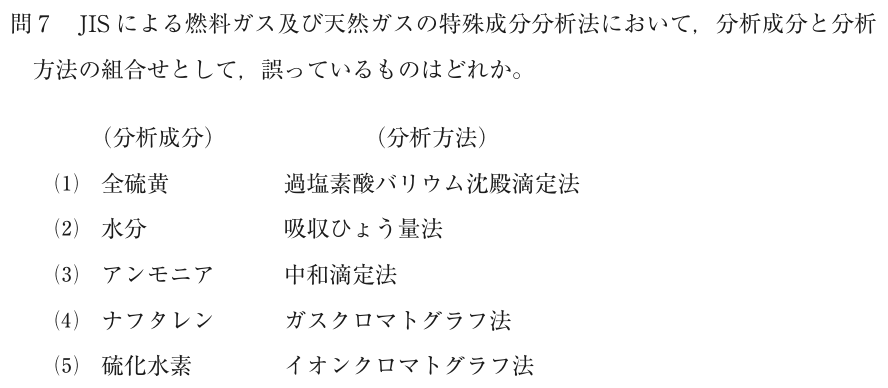 問７　JIS による燃料ガス及び天然ガスの特殊成分分析法において，分析成分と分析
方法の組合せとして，誤っているものはどれか。
（分析成分）　（分析方法）
(1)　全硫黄　過塩素酸バリウム沈殿滴定法
(2)　水分　吸収ひょう量法
(3)　アンモニア　中和滴定法
(4)　ナフタレン　ガスクロマトグラフ法
(5)　硫化水素　イオンクロマトグラフ法